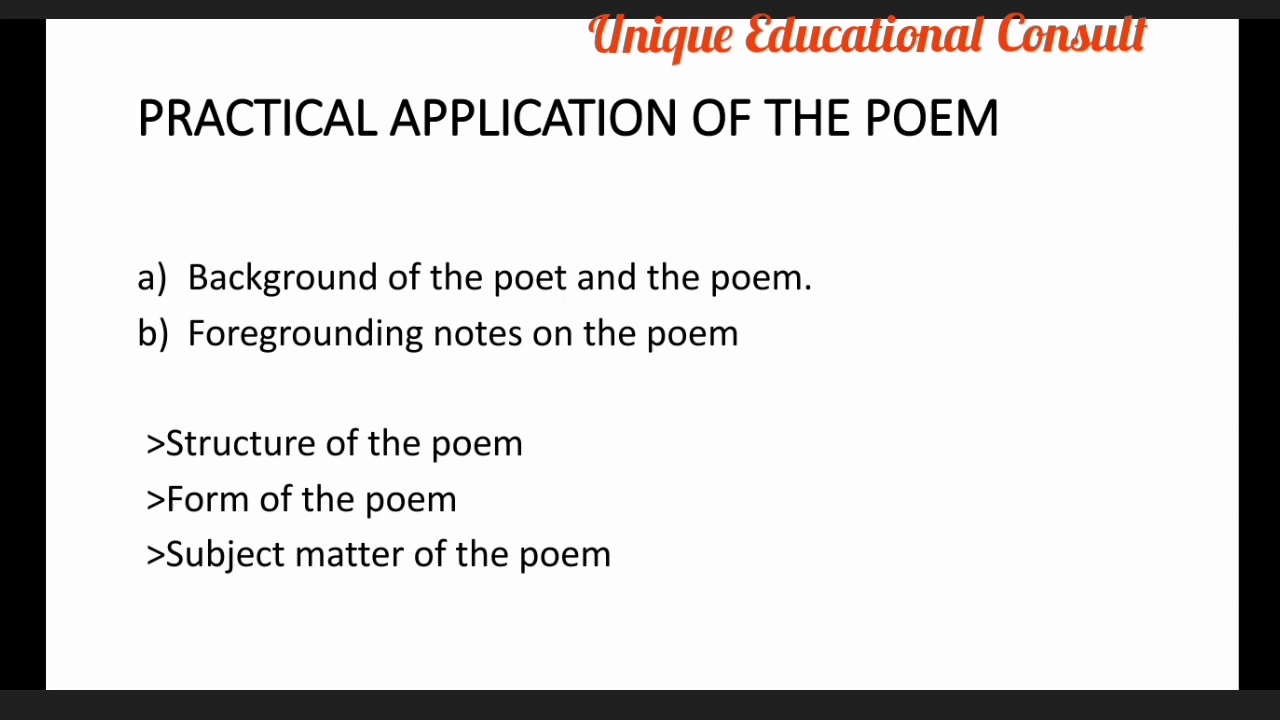 Unique Educational Consult
PRACTICAL APPLICATION OF THE POEM
a) Background of the poet and the poem.
b) Foregrounding notes on the poem
>Structure of the poem
>Form of the poem
>Subject matter of the poem